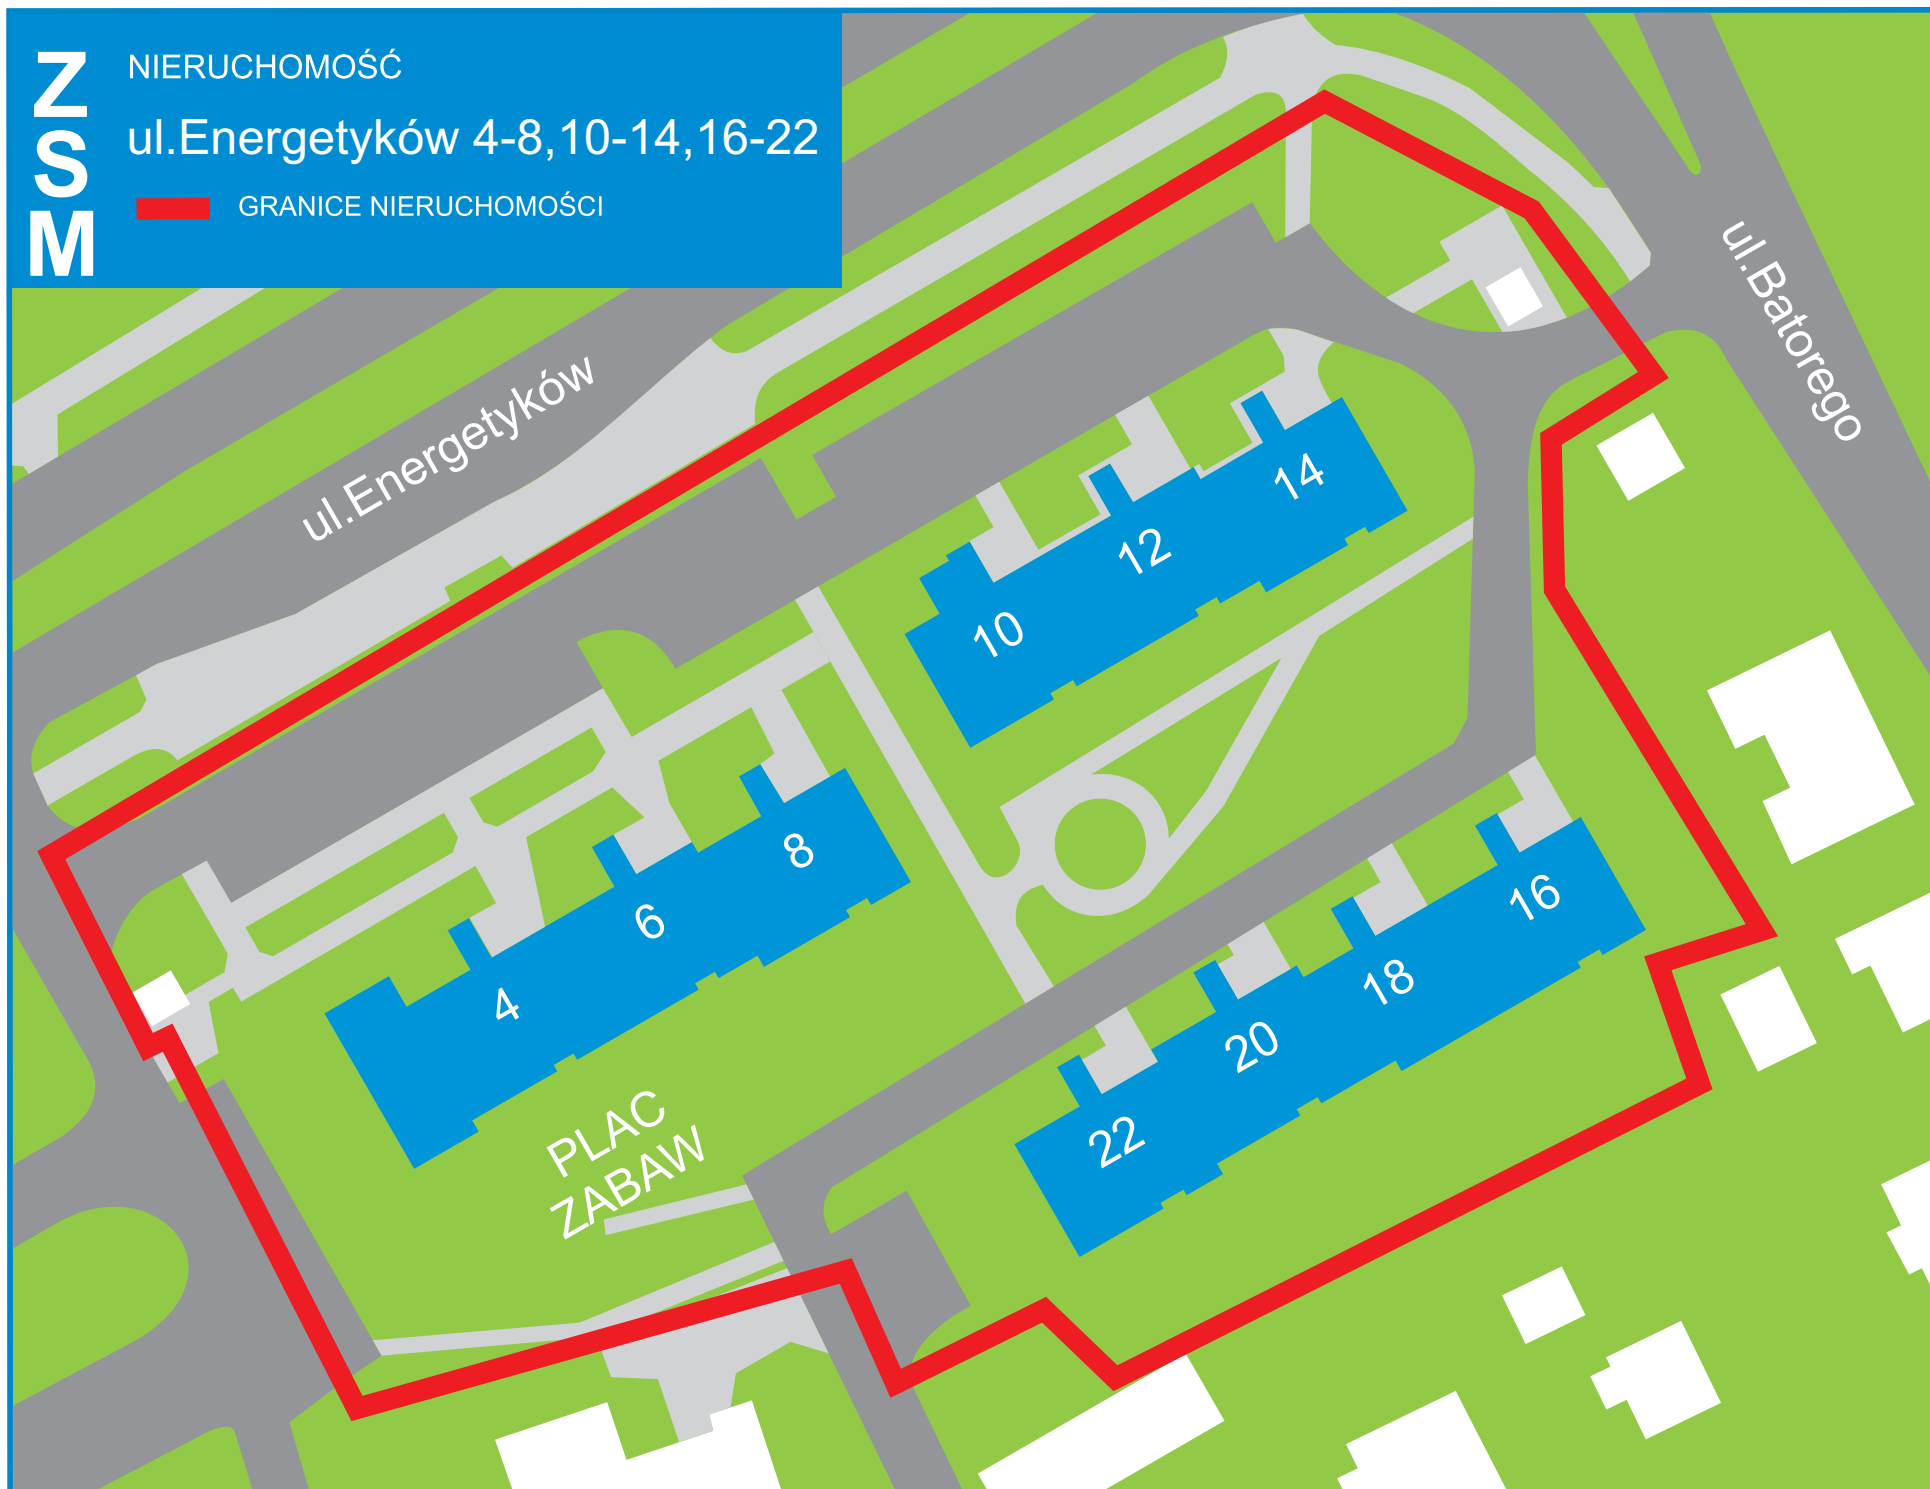 ZSM
NIERUCHOMOŚĆ
ul.Energetyków 4-8,10-14,16-22
GRANICE NIERUCHOMOŚCI
ul.Batorego
ul.Energetyków
14
12
10
8
6
4
16
18
20
22
PLAC
ZABAW